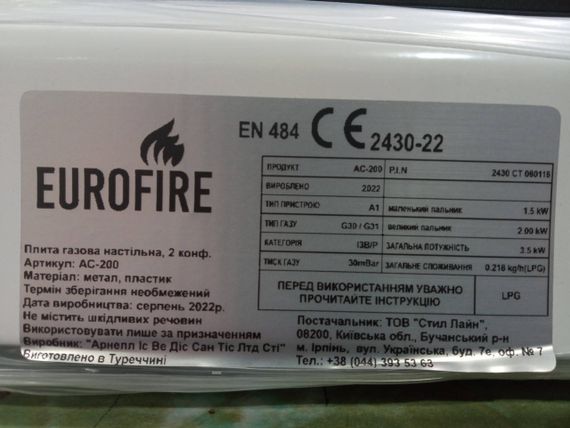 EUROFIRE
EN 484 CE 2430-22
ПРОДУКТ AC-200 P.I.N 2430 CT 060116
ВИРОБЛЕНО 2022
ТИП ПРИСТРОЮ A1 маленький пальник 1.5 kW
ТИП ГАЗУ G30 / G31 великий пальник 2.00 kW
КАТЕГОРІЯ I3B/P ЗАГАЛЬНА ПОТУЖНІСТЬ 3.5 kW
ТИСК ГАЗУ 30mBar ЗАГАЛЬНЕ СПОЖИВАННЯ 0.218 kg/h(LPG)
ПЕРЕД ВИКОРИСТАННЯМ УВАЖНО
ПРОЧИТАЙТЕ ІНСТРУКЦІЮ
LPG
Плита газова настільна, 2 конф.
Артикул: AC-200
Матеріал: метал, пластик
Термін зберігання необмежений
Дата виробництва: серпень 2022р.
Не містить шкідливих речовин
Використовувати лише за призначенням
Виробник: "Арнепл Іс Ве Діс Сан Тіс Лтд Сті"
Виготовлено в Туреччині
Постачальник: ТОВ "Стил Лайн",
08200, Київська обл., Бучанський р-н
м. Ірпінь, вул. Українська, буд. 7е, оф. № 7
Тел.: +38 (044) 393 53 63